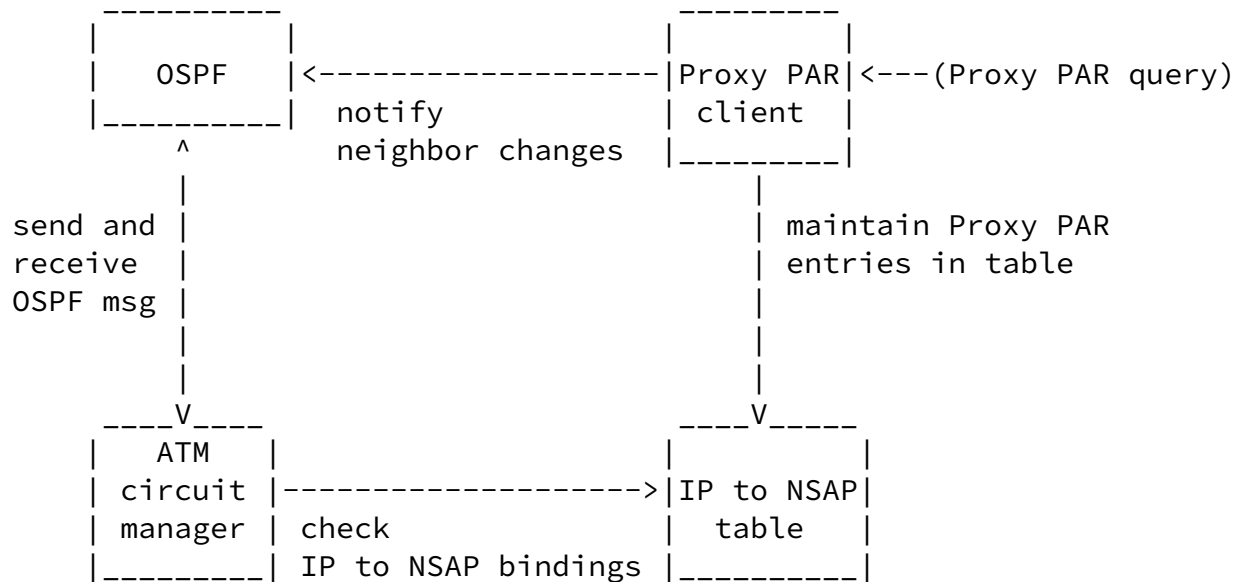 OSPF
Proxy PAR
client
(Proxy PAR query)
notify
neighbor changes
send and
receive
OSPF msg
maintain Proxy PAR
entries in table
ATM
circuit
manager
check
IP to NSAP bindings
IP to NSAP
table